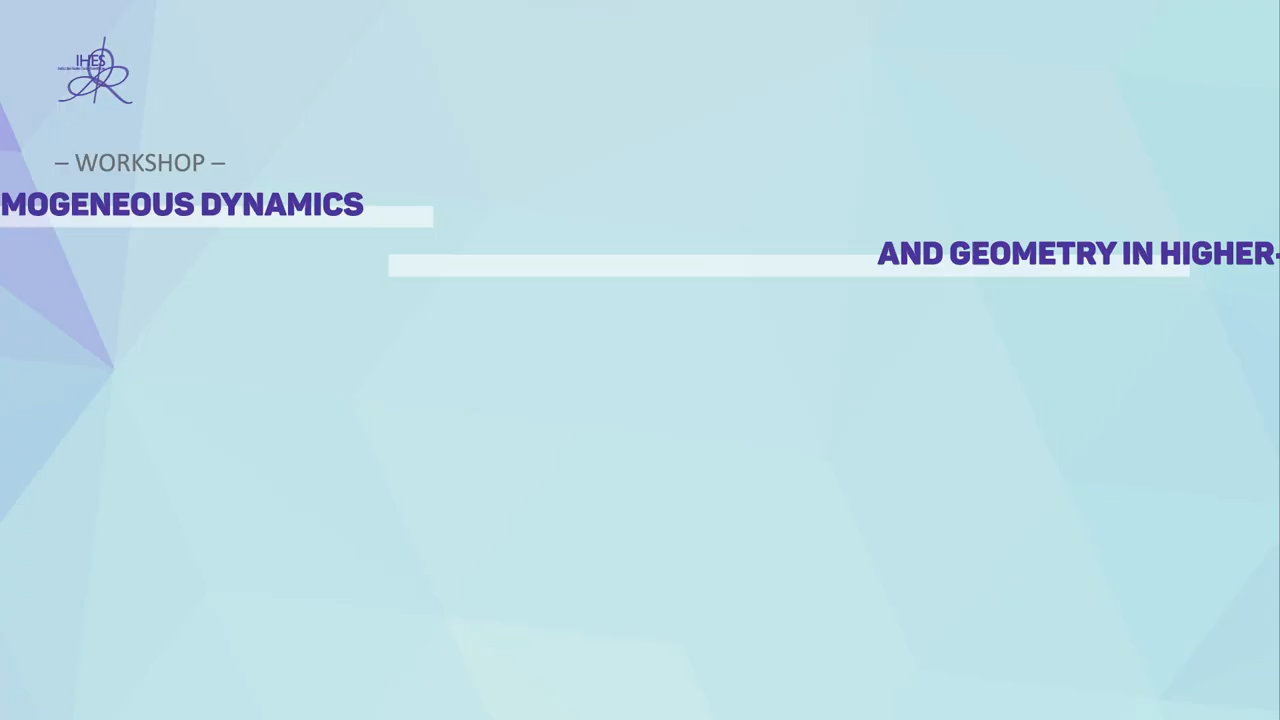 IHES
– WORKSHOP –
MOGENEOUS DYNAMICS
AND GEOMETRY IN HIGHER-